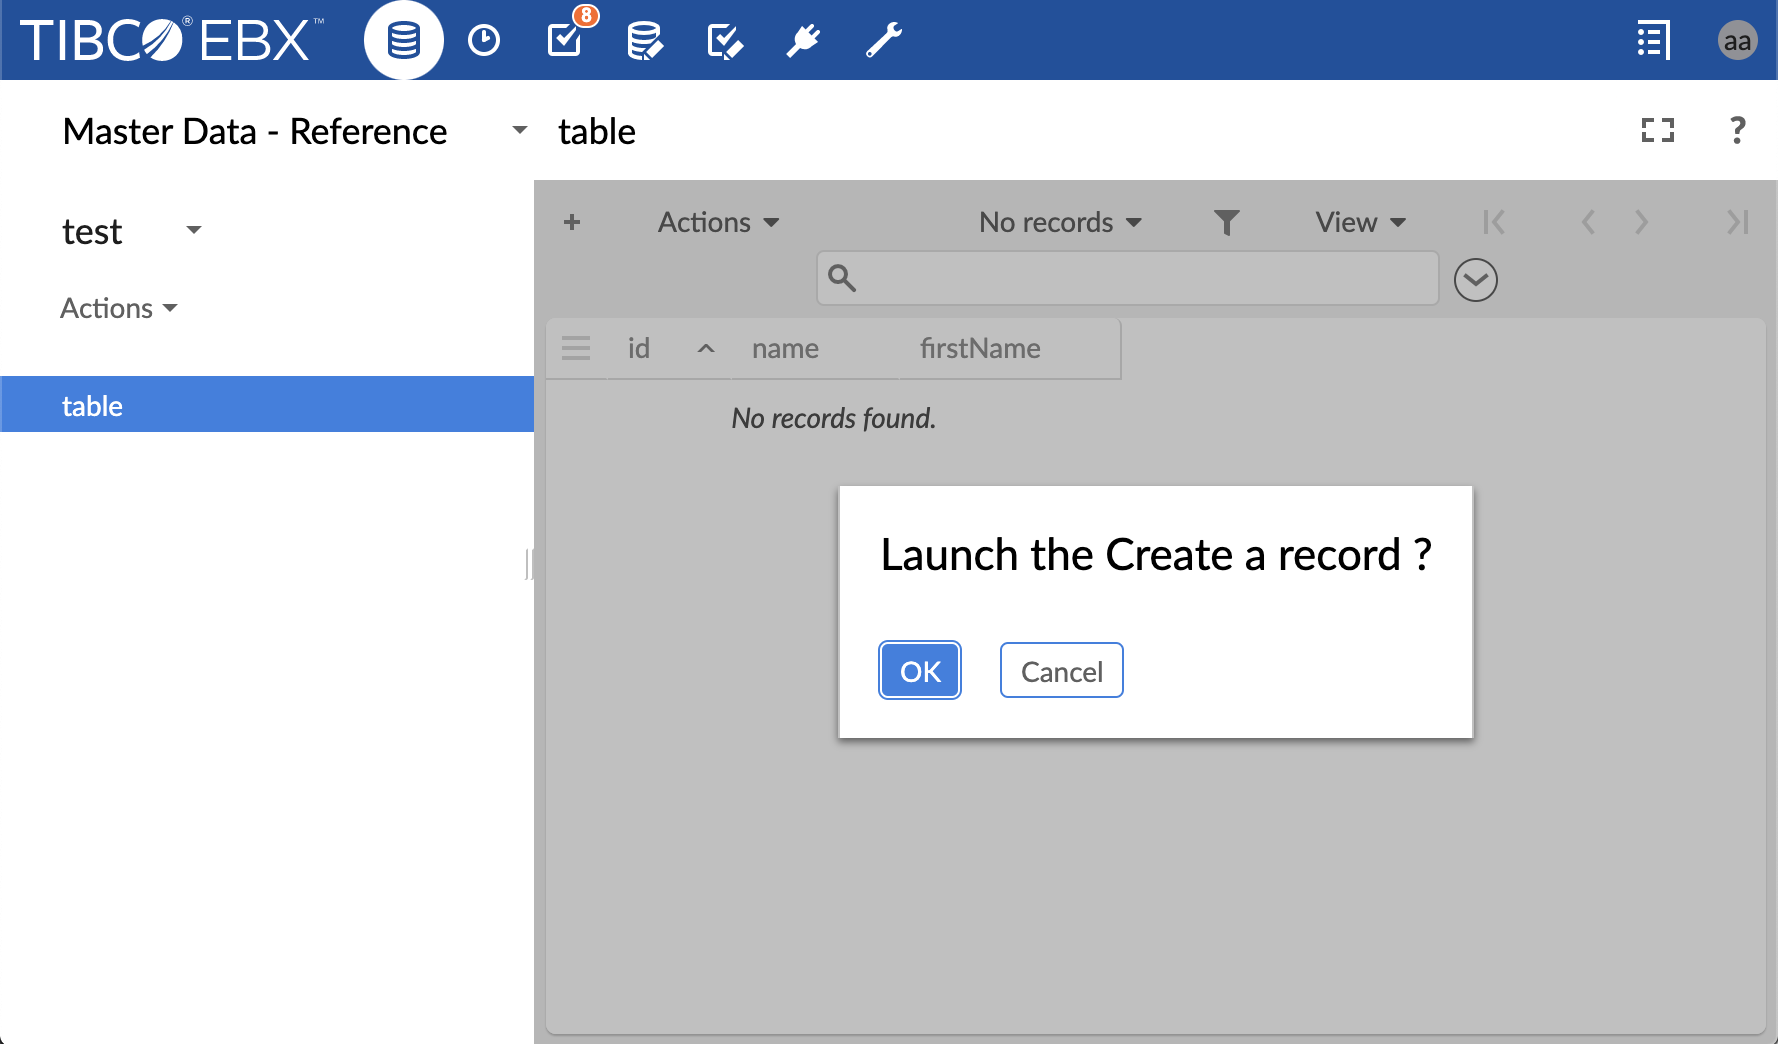 TIBCO® EBX™
8
aa
Master Data - Reference
table
?
test
Actions
table
+ Actions No records View
id name firstName
No records found.
Launch the Create a record ?
OK Cancel